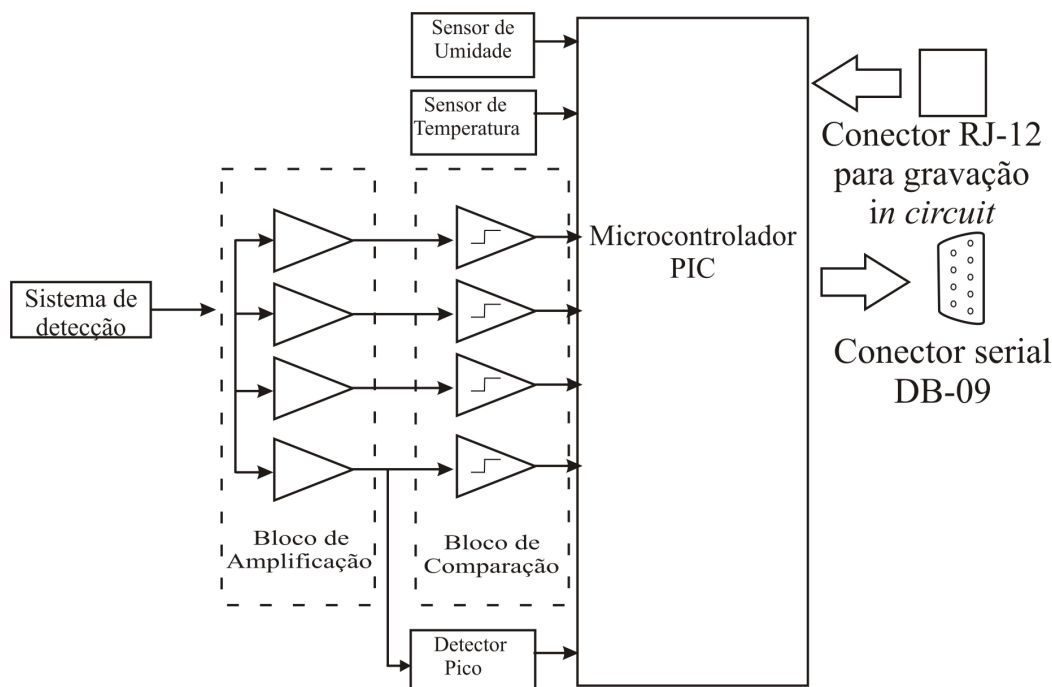 Sensor de
Umidade
Sensor de
Temperatura
Conector RJ-12
para gravação
in circuit
Microcontrolador
PIC
Sistema de
detecção
Conector serial
DB-09
Bloco de
Amplificação
Bloco de
Comparação
Detector
Pico